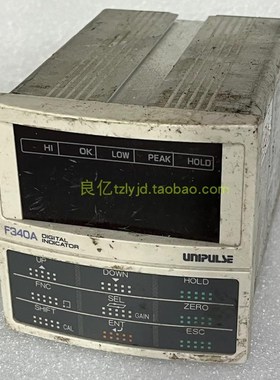 HI OK LOW PEAK HOLD
良亿tzlyjd.taobao.com
F340A DIGITAL INDICATOR
UNIPULSE
UP DOWN HOLD
FNC SEL GAIN ZERO
SHIFT CAL ENT ESC